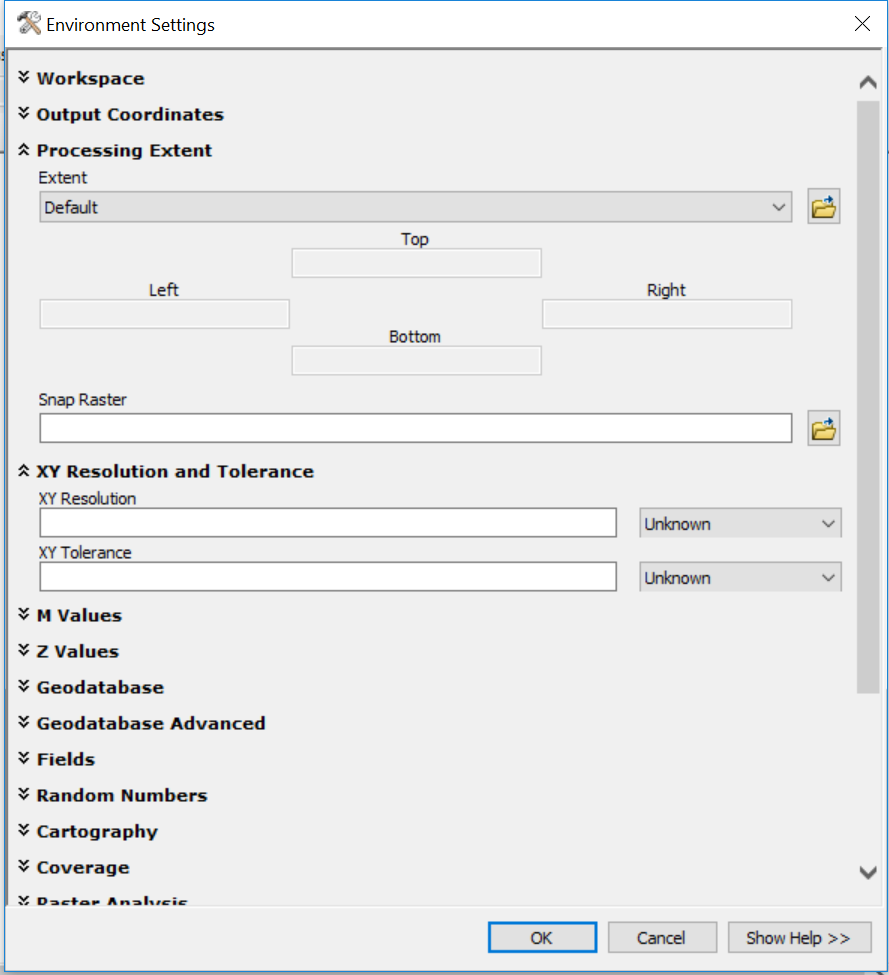 Environment Settings
Workspace
Output Coordinates
Processing Extent
Extent
Default
Top
Left
Right
Bottom
Snap Raster
XY Resolution and Tolerance
XY Resolution
Unknown
XY Tolerance
Unknown
M Values
Z Values
Geodatabase
Geodatabase Advanced
Fields
Random Numbers
Cartography
Coverage
Raster Analysis
OK
Cancel
Show Help >>